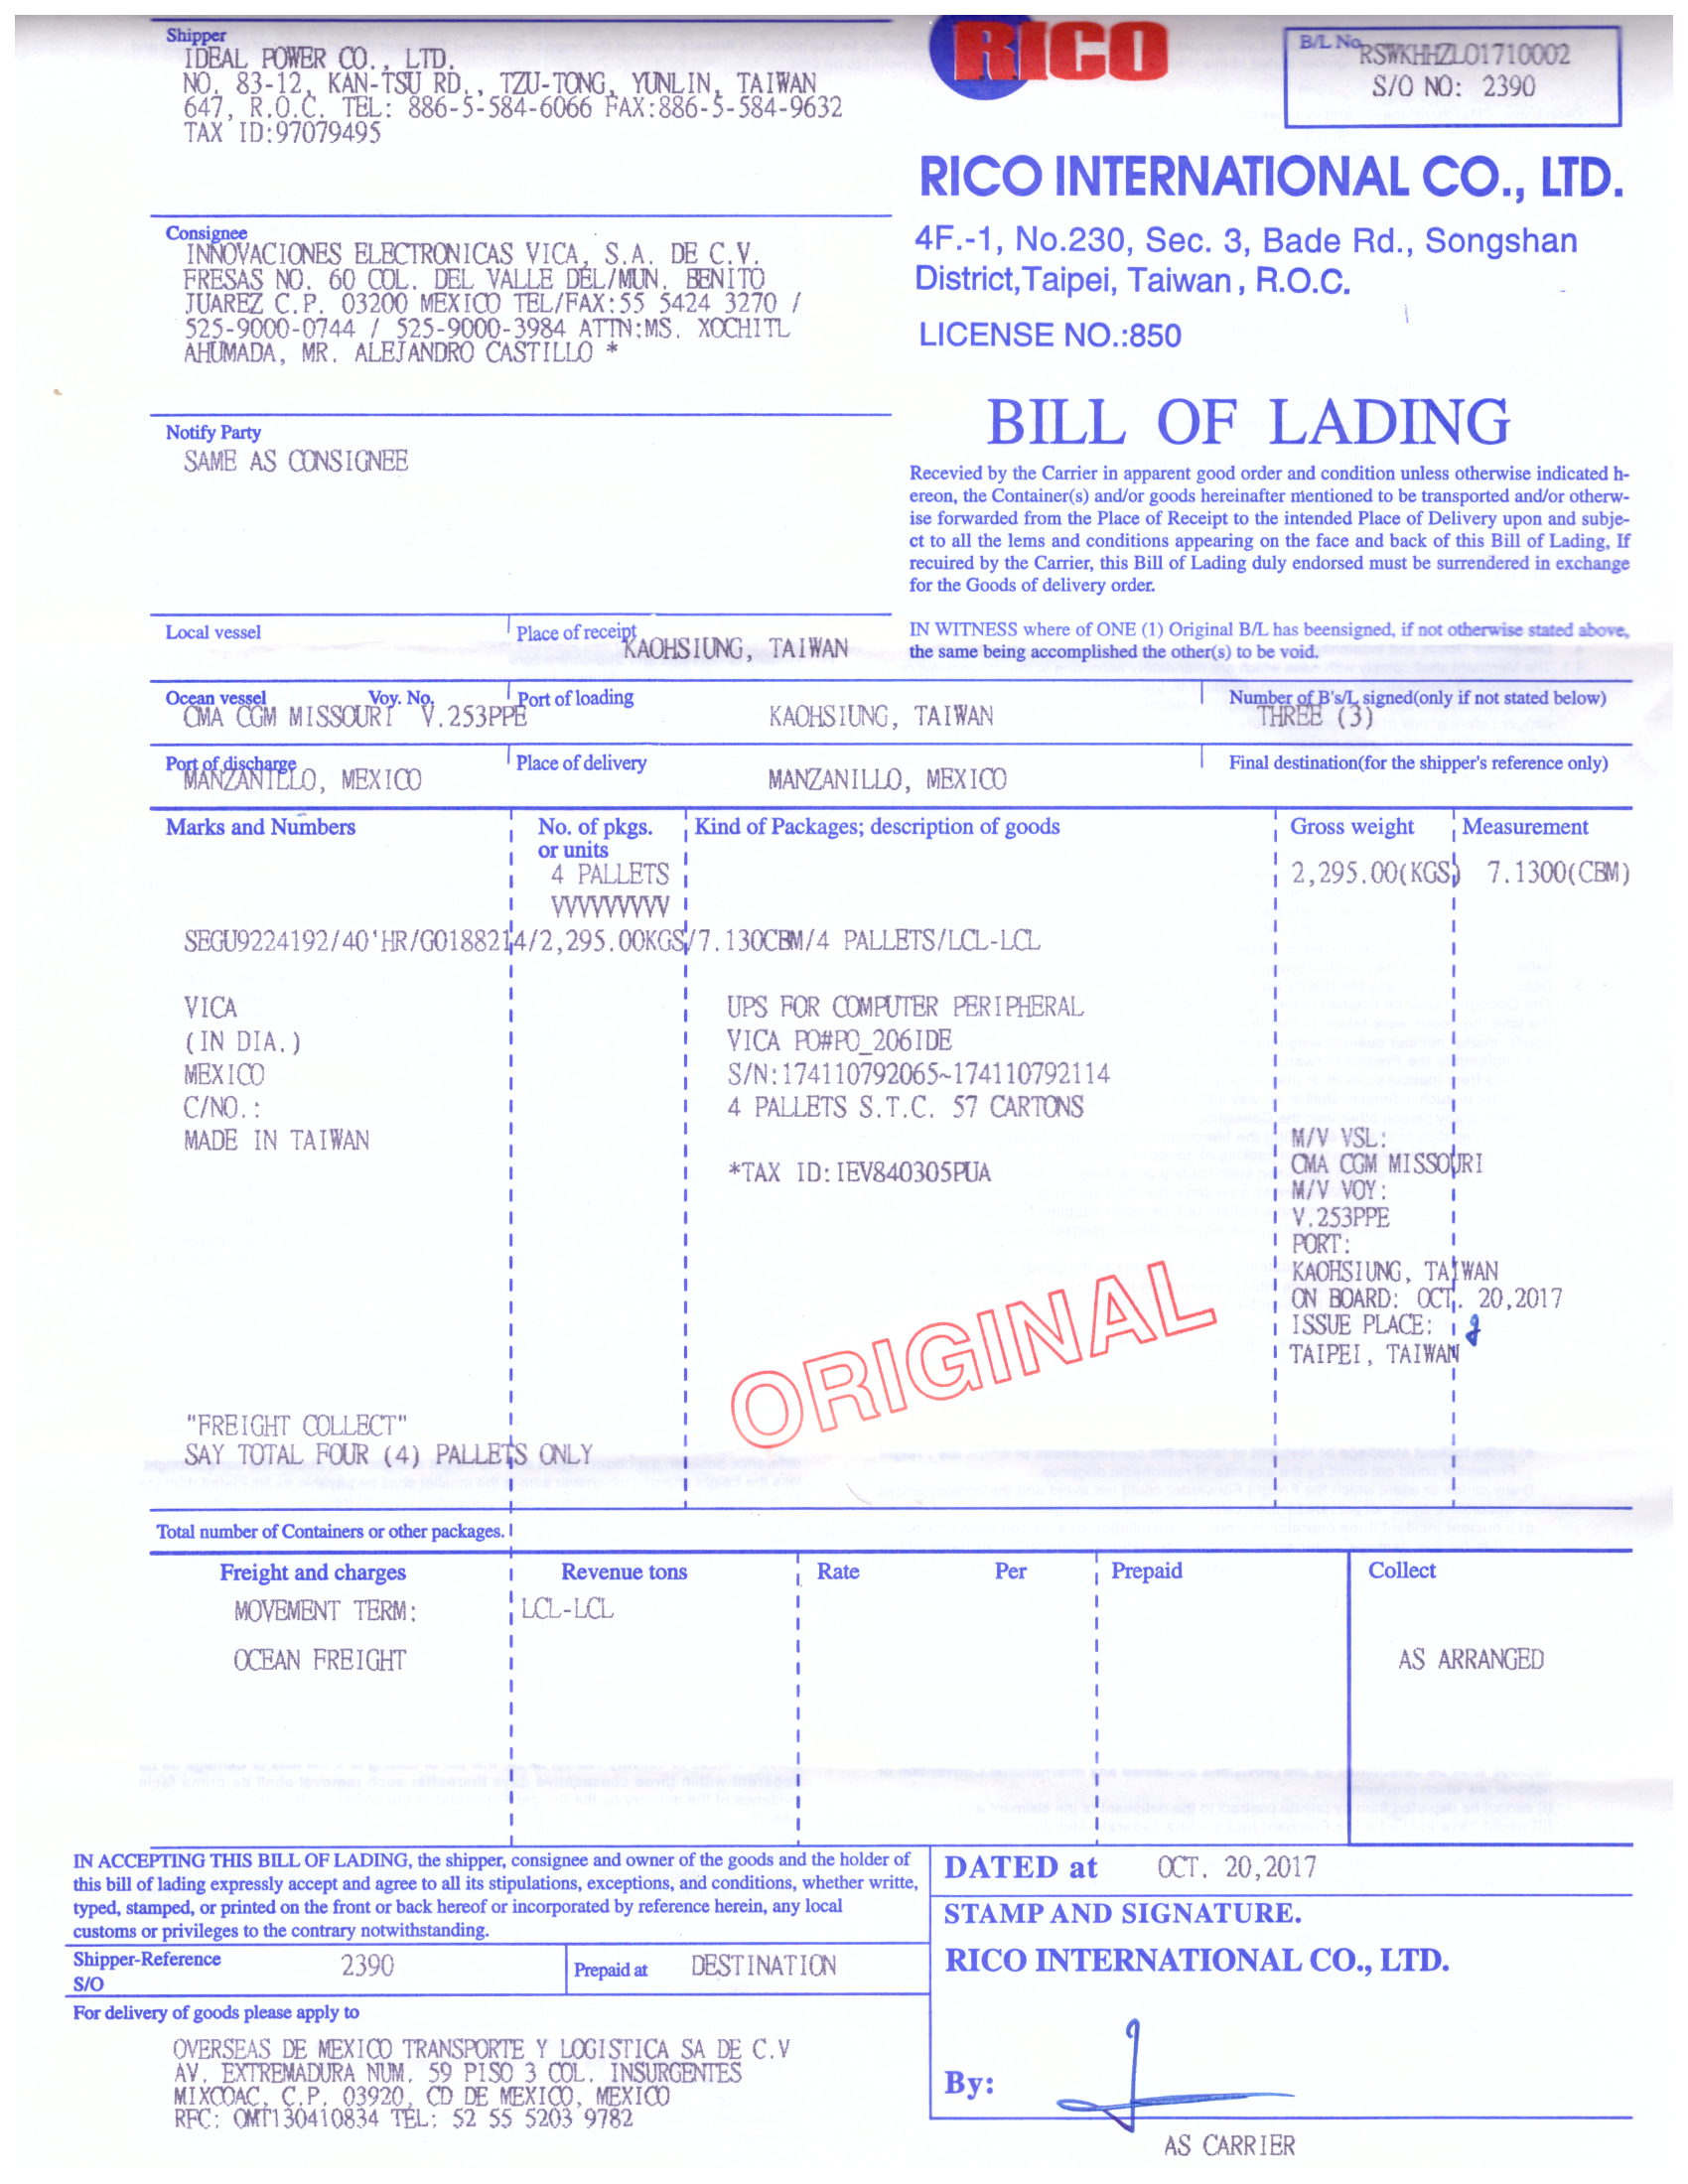 Shipper
IDEAL POWER CO., LTD.
NO. 83-12, KAN-TSU RD., TZU-TONG, YUNLIN, TAIWAN
647, R.O.C. TEL: 886-5-584-6066 FAX:886-5-584-9632
TAX ID:97079495
RICO
B/L No.
RSWKHHZLO1710002
S/O NO: 2390
RICO INTERNATIONAL CO., LTD.
4F.-1, No.230, Sec. 3, Bade Rd., Songshan
District,Taipei, Taiwan, R.O.C.
LICENSE NO.:850
Consignee
INNOVACIONES ELECTRONICAS VICA, S.A. DE C.V.
FRESAS NO. 60 COL. DEL VALLE DEL/MUN. BENITO
JUAREZ C.P. 03200 MEXICO TEL/FAX:55 5424 3270 /
525-9000-0744 / 525-9000-3984 ATTN:MS. XOCHITL
AHUMADA, MR. ALEJANDRO CASTILLO *
BILL OF LADING
Notify Party
SAME AS CONSIGNEE
Recevied by the Carrier in apparent good order and condition unless otherwise indicated h-
ereon, the Container(s) and/or goods hereinafter mentioned to be transported and/or otherw-
ise forwarded from the Place of Receipt to the intended Place of Delivery upon and subje-
ct to all the lems and conditions appearing on the face and back of this Bill of Lading, If
recuired by the Carrier, this Bill of Lading duly endorsed must be surrendered in exchange
for the Goods of delivery order.
IN WITNESS where of ONE (1) Original B/L has beensigned, if not otherwise stated above,
the same being accomplished the other(s) to be void.
Local vessel
Place of receipt
KAOHSIUNG, TAIWAN
Ocean vessel Voy. No.
CMA CGM MISSOURI V.253PPE
Port of loading
KAOHSIUNG, TAIWAN
Number of B's/L signed(only if not stated below)
THREE (3)
Port of discharge
MANZANILLO, MEXICO
Place of delivery
MANZANILLO, MEXICO
Final destination(for the shipper's reference only)
Marks and Numbers
No. of pkgs.
or units
Kind of Packages; description of goods
Gross weight
Measurement
4 PALLETS
VVVVVVVVV
2,295.00(KGS) 7.1300(CBM)
SEGU9224192/40'HR/G0188214/2,295.00KGS/7.130CBM/4 PALLETS/LCL-LCL
VICA
(IN DIA.)
MEXICO
C/NO.:
MADE IN TAIWAN
UPS FOR COMPUTER PERIPHERAL
VICA PO#PO_206IDE
S/N:174110792065~174110792114
4 PALLETS S.T.C. 57 CARTONS
*TAX ID:IEV840305PUA
M/V VSL:
CMA CGM MISSOURI
M/V VOY:
V.253PPE
PORT:
KAOHSIUNG, TAIWAN
ON BOARD: OCT. 20,2017
ISSUE PLACE:
TAIPEI, TAIWAN
ORIGINAL
"FREIGHT COLLECT"
SAY TOTAL FOUR (4) PALLETS ONLY
Total number of Containers or other packages.
Freight and charges
Revenue tons
Rate
Per
Prepaid
Collect
MOVEMENT TERM:
LCL-LCL
OCEAN FREIGHT
AS ARRANGED
IN ACCEPTING THIS BILL OF LADING, the shipper, consignee and owner of the goods and the holder of
this bill of lading expressly accept and agree to all its stipulations, exceptions, and conditions, whether writte,
typed, stamped, or printed on the front or back hereof or incorporated by reference herein, any local
customs or privileges to the contrary notwithstanding.
DATED at OCT. 20,2017
STAMP AND SIGNATURE.
RICO INTERNATIONAL CO., LTD.
Shipper-Reference
S/O
2390
Prepaid at
DESTINATION
For delivery of goods please apply to
OVERSEAS DE MEXICO TRANSPORTE Y LOGISTICA SA DE C.V
AV. EXTREMADURA NUM. 59 PISO 3 COL. INSURGENTES
MIXCOAC, C.P. 03920, CD DE MEXICO, MEXICO
RFC: OMT130410834 TEL: 52 55 5203 9782
By:
AS CARRIER